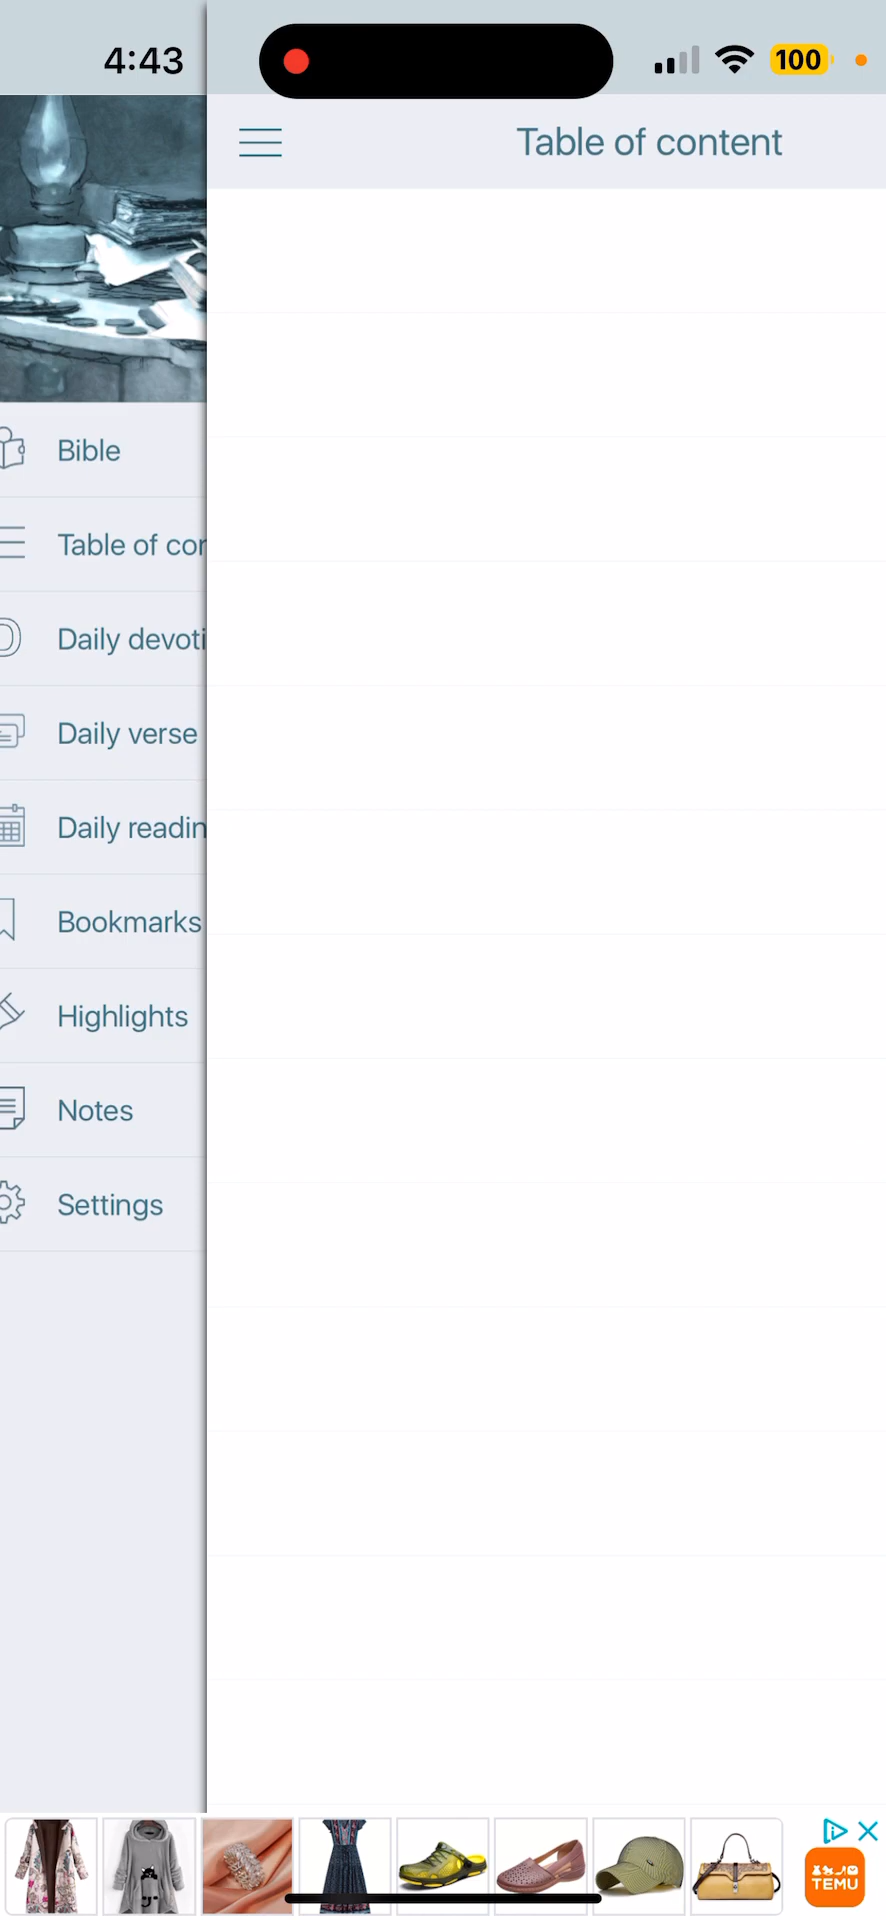 4:43
100
Table of content
Bible
Table of cor
Daily devoti
Daily verse
Daily readin
Bookmarks
Highlights
Notes
Settings
TEMU